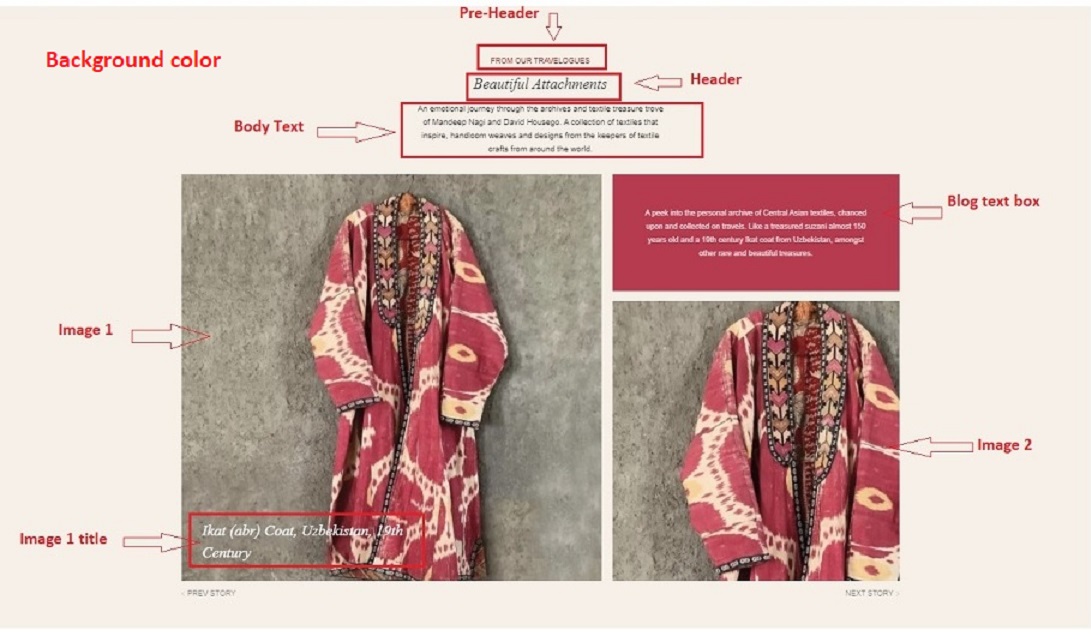 Pre-Header
Background color
FROM OUR TRAVELOGUES
Beautiful Attachments
Header
An emotional journey through the archives and textile treasure trove
of Mandeep Nagi and David Housego. A collection of textiles that
inspire, handloom weaves and designs from the keepers of textile
crafts from around the world.
Body Text
A peek into the personal archive of Central Asian textiles, chanced
upon and collected on travels. Like a treasured suzani almost 150
years old and a 19th century Ikat coat from Uzbekistan, amongst
other rare and beautiful treasures.
Blog text box
Image 1
Image 2
Ikat (abr) Coat, Uzbekistan, 19th
Century
Image 1 title
‹ PREV STORY
NEXT STORY ›